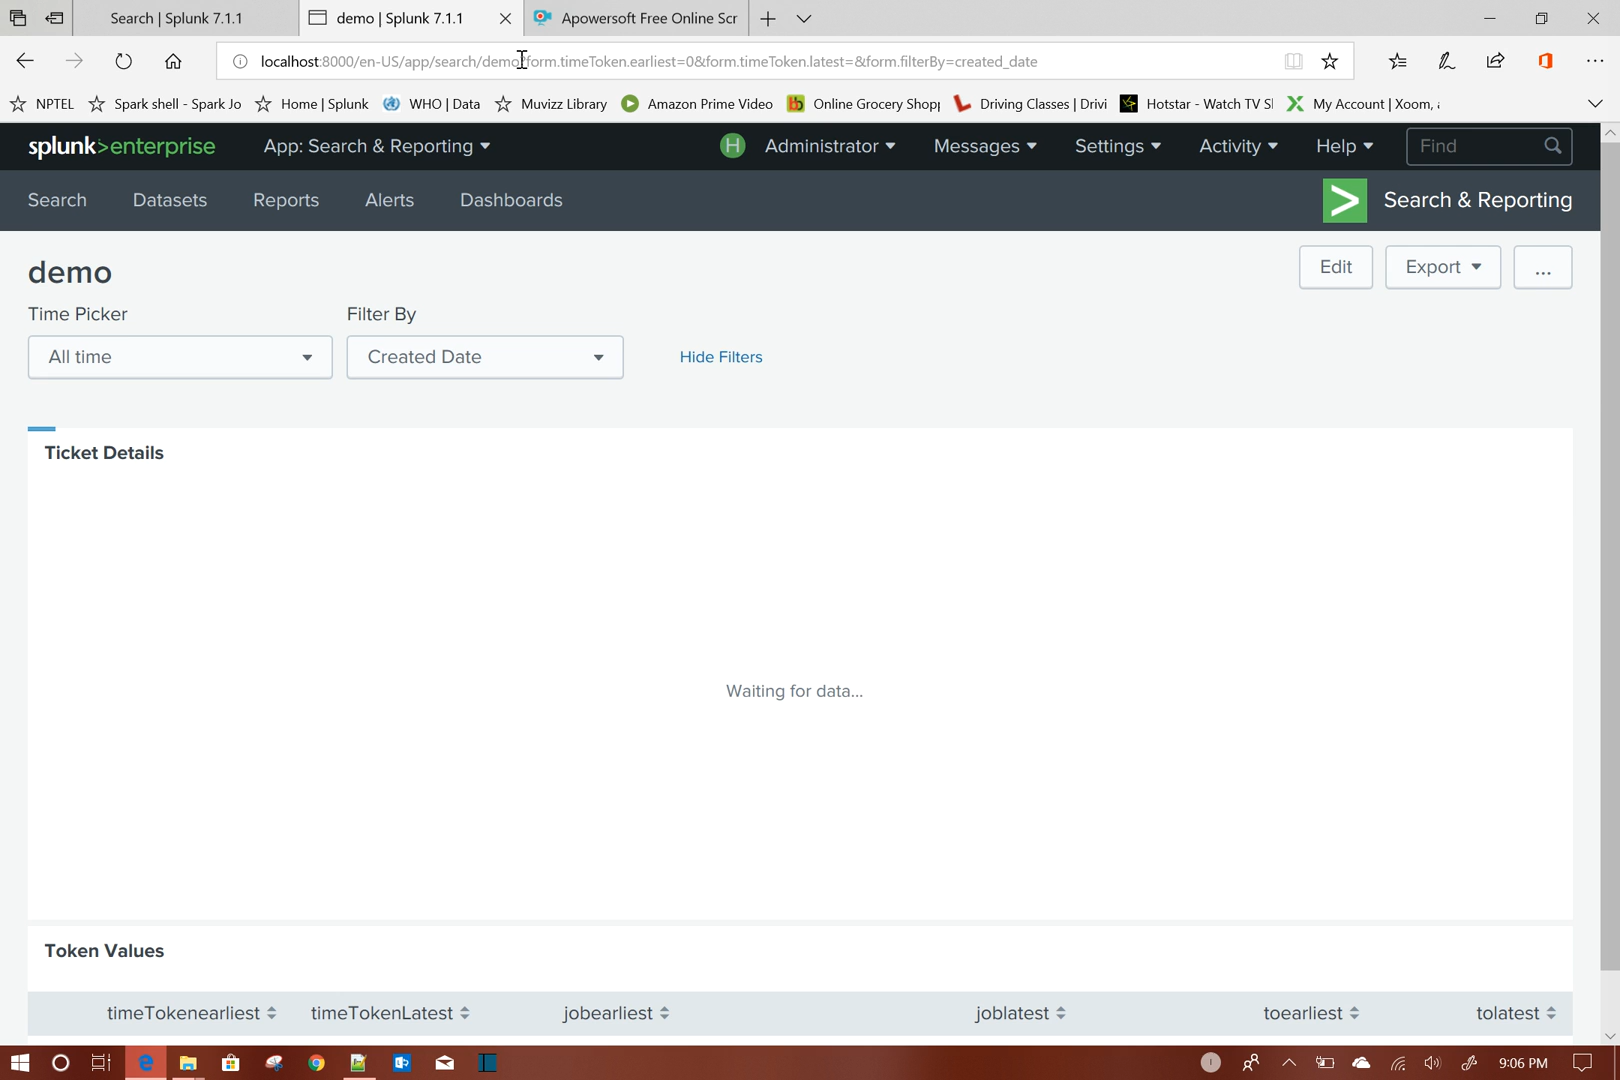 Search | Splunk 7.1.1
demo | Splunk 7.1.1
Apowersoft Free Online Scr
localhost:8000/en-US/app/search/demo?form.timeToken.earliest=0&form.timeToken.latest=&form.filterBy=created_date
NPTEL
Spark shell - Spark Jo
Home | Splunk
WHO | Data
Muvizz Library
Amazon Prime Video
Online Grocery Shopp
Driving Classes | Drivi
Hotstar - Watch TV S
My Account | Xoom, a
splunk>enterprise
App: Search & Reporting
H
Administrator
Messages
Settings
Activity
Help
Find
Search
Datasets
Reports
Alerts
Dashboards
Search & Reporting
demo
Edit
Export
...
Time Picker
Filter By
All time
Created Date
Hide Filters
Ticket Details
Waiting for data...
Token Values
timeTokenearliest
timeTokenLatest
jobearliest
joblatest
toearliest
tolatest
9:06 PM